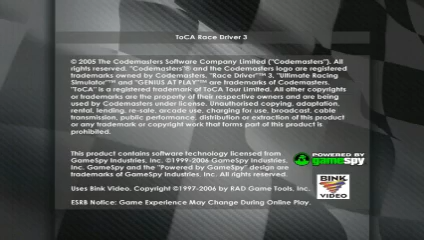 ToCA Race Driver 3
© 2005 The Codemasters Software Company Limited ("Codemasters"). All
rights reserved. "Codemasters"® and the Codemasters logo are registered
trademarks owned by Codemasters. "Race Driver"™ 3, "Ultimate Racing
Simulator"™ and "GENIUS AT PLAY"™ are trademarks of Codemasters.
"ToCA" is a registered trademark of ToCA Tour Limited. All other copyrights
or trademarks are the property of their respective owners and are being
used by Codemasters under license. Unauthorised copying, adaptation,
rental, lending, re-sale, arcade use, charging for use, broadcast, cable
transmission, public performance, distribution or extraction of this product
or any trademark or copyright work that forms part of this product is
prohibited.
This product contains software technology licensed from
GameSpy Industries, Inc. ©1999-2006 GameSpy Industries,
Inc. GameSpy and the "Powered by GameSpy" design are
trademarks of GameSpy Industries, Inc. All rights reserved.
POWERED BY
gamespy
Uses Bink Video. Copyright ©1997-2006 by RAD Game Tools, Inc.
BINK
VIDEO
ESRB Notice: Game Experience May Change During Online Play.